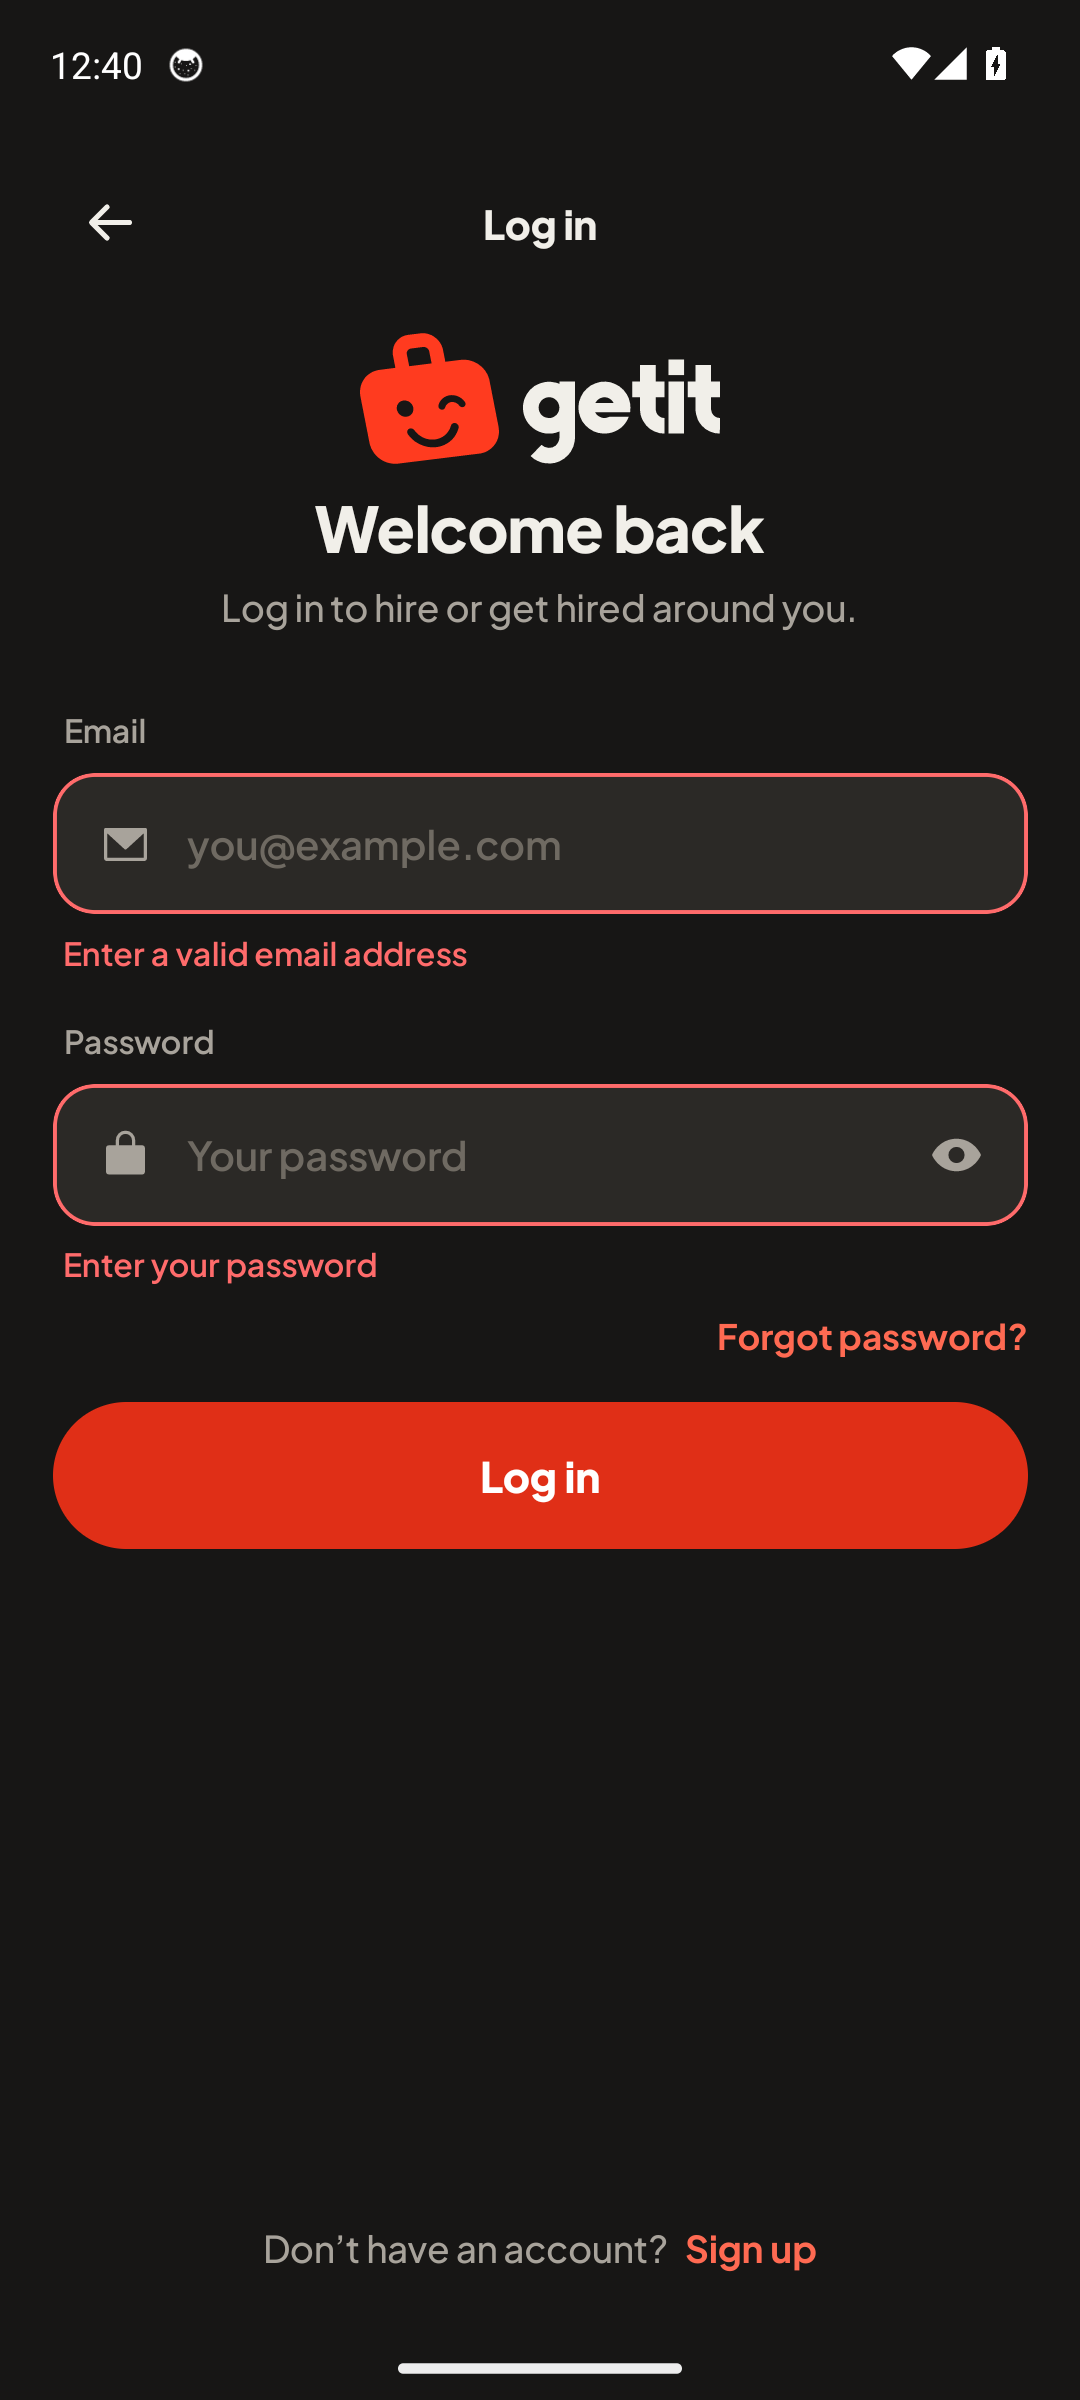 12:40
Log in
getit
Welcome back
Log in to hire or get hired around you.
Email
you@example.com
Enter a valid email address
Password
Your password
Enter your password
Forgot password?
Log in
Don’t have an account? Sign up